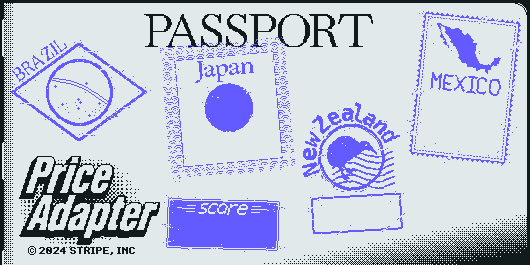 PASSPORT
BRAZIL
Japan
MEXICO
New Zealand
Price
Adapter
score
© 2024 STRIPE, INC